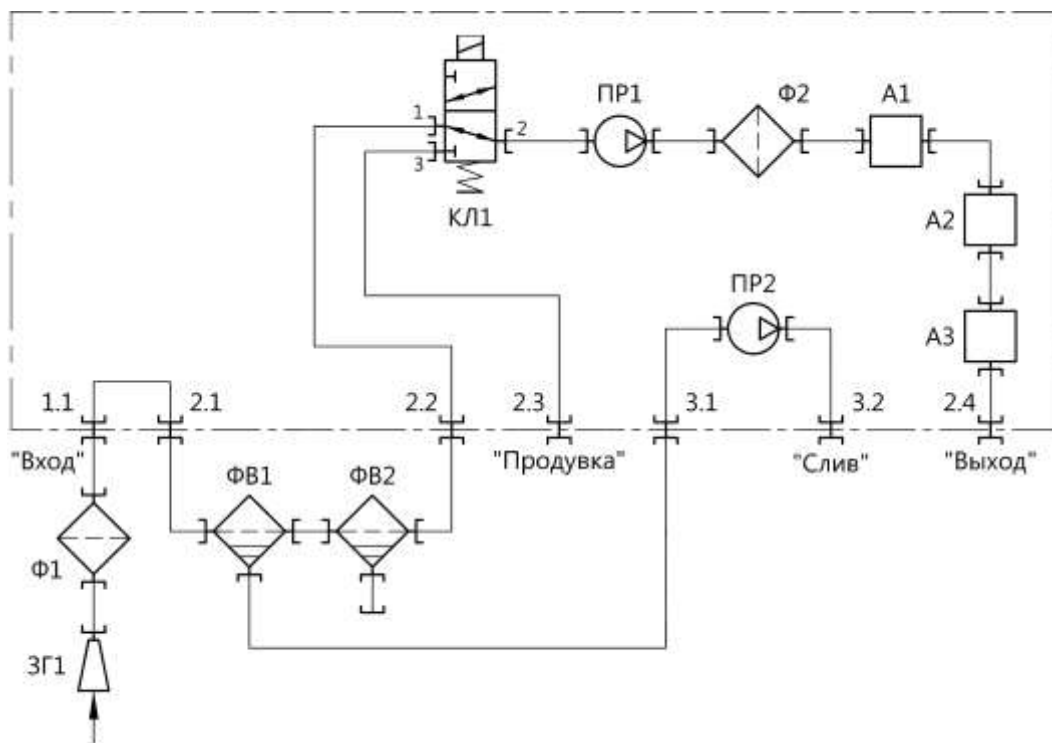 ПР1
Ф2
А1
1
2
3
КЛ1
А2
ПР2
А3
1.1
2.1
2.2
2.3
3.1
3.2
2.4
"Вход"
"Продувка"
"Слив"
"Выход"
ФВ1
ФВ2
Ф1
ЗГ1